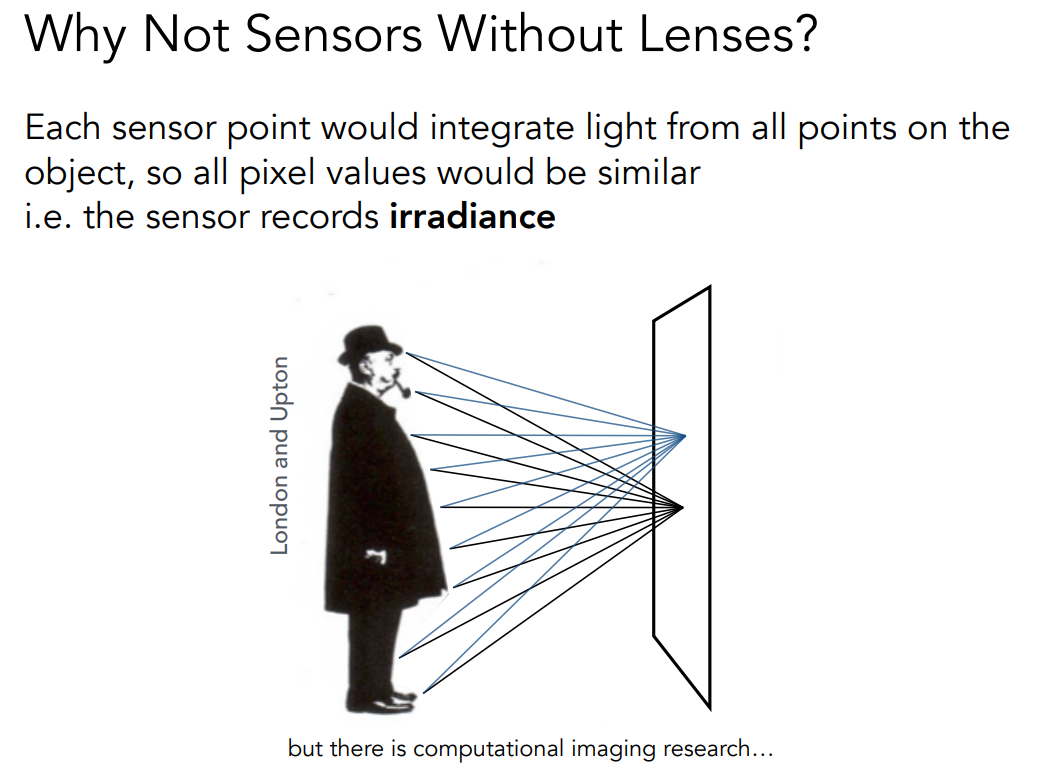 Why Not Sensors Without Lenses?
Each sensor point would integrate light from all points on the
object, so all pixel values would be similar
i.e. the sensor records irradiance
London and Upton
but there is computational imaging research...